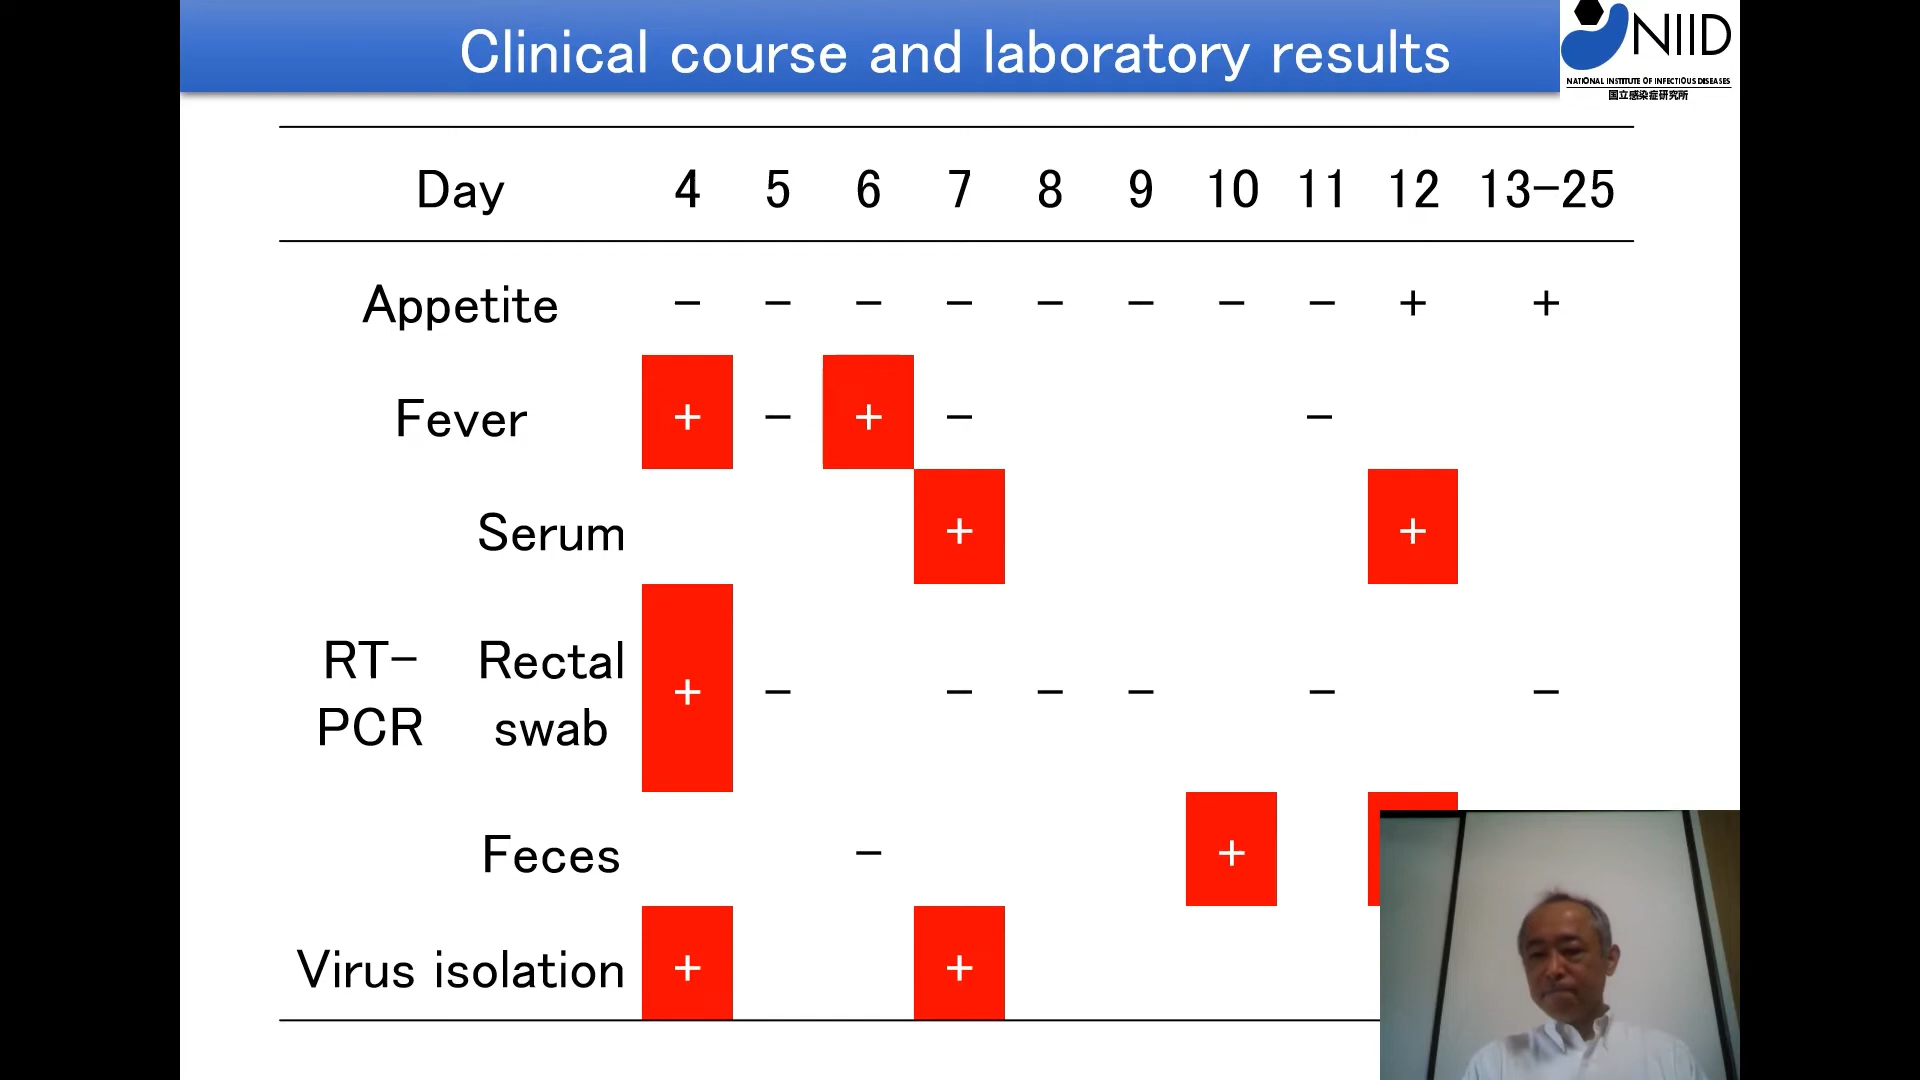 Clinical course and laboratory results
NIID
NATIONAL INSTITUTE OF INFECTIOUS DISEASES
国立感染症研究所
Day 4 5 6 7 8 9 10 11 12 13-25
Appetite - - - - - - - - + +
Fever + - + - -
Serum + +
RT-
PCR
Rectal
swab
+ - - - - - -
Feces - +
Virus isolation + +